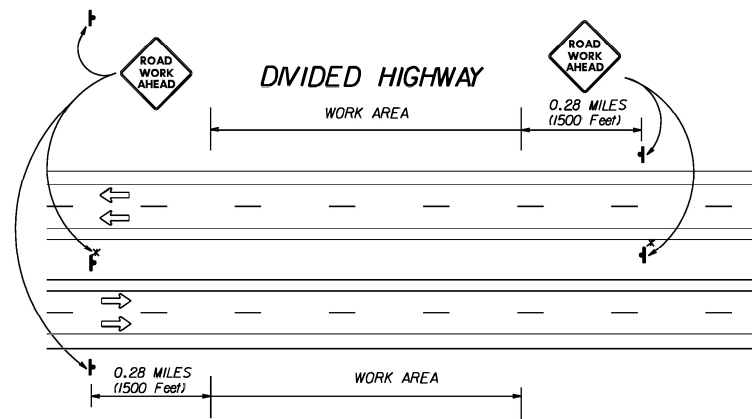 ROAD
WORK
AHEAD
ROAD
WORK
AHEAD
DIVIDED HIGHWAY
WORK AREA
0.28 MILES
(1500 Feet)
x
x
0.28 MILES
(1500 Feet)
WORK AREA